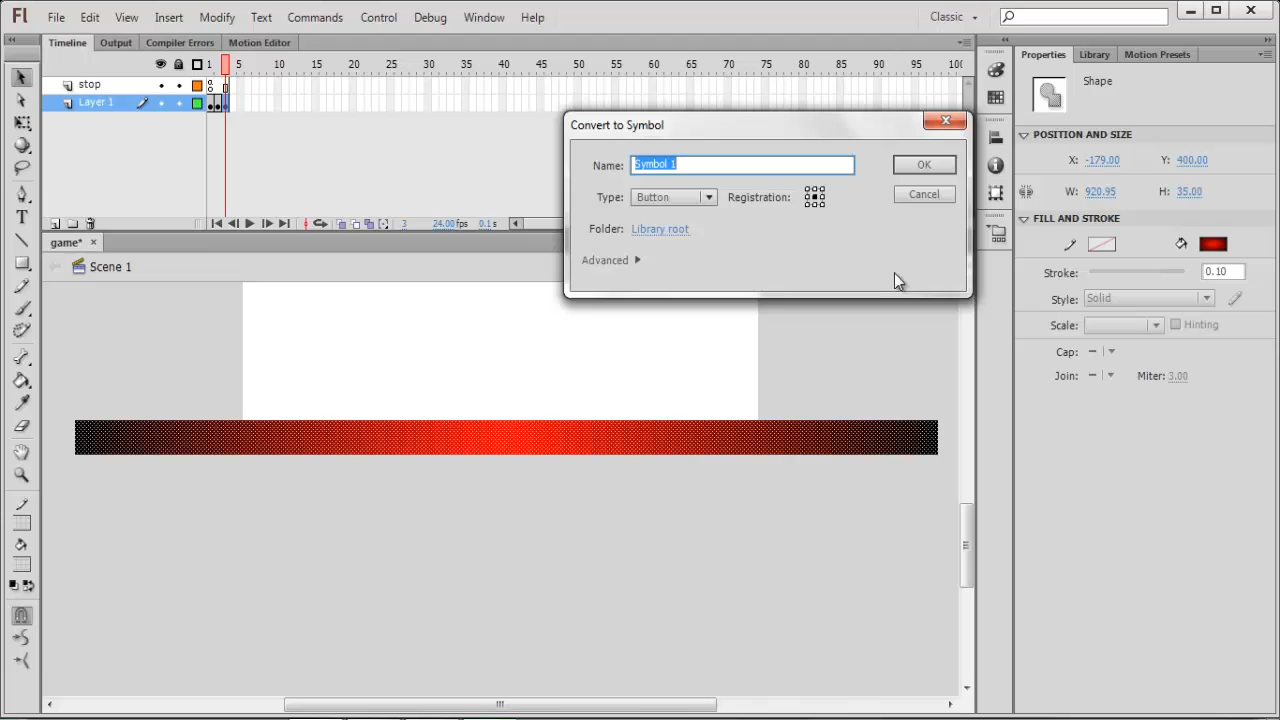 Fl File Edit View Insert Modify Text Commands Control Debug Window Help Classic
Timeline Output Compiler Errors Motion Editor
1 5 10 15 20 25 30 35 40 45 50 55 60 65 70 75 80 85 90 95 100
stop
Layer 1
3 24.00 fps 0.1 s
game*
Scene 1
Convert to Symbol
Name: Symbol 1 OK
Type: Button Registration: Cancel
Folder: Library root
Advanced
Properties Library Motion Presets
Shape
POSITION AND SIZE
X: -179.00 Y: 400.00
W: 920.95 H: 35.00
FILL AND STROKE
Stroke: 0.10
Style: Solid
Scale: Hinting
Cap:
Join: Miter: 3.00